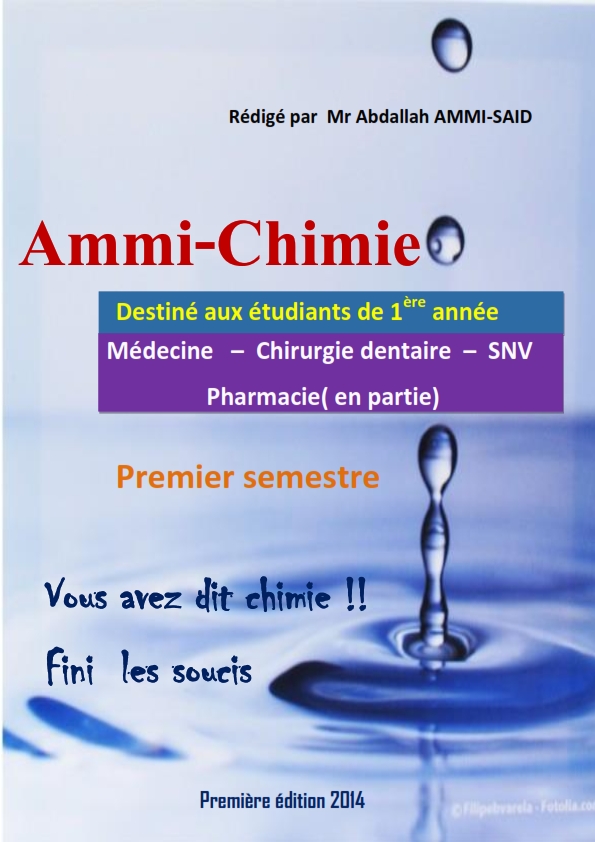 Rédigé par Mr Abdallah AMMI-SAID
Ammi-Chimie
Destiné aux étudiants de 1ère année
Médecine – Chirurgie dentaire – SNV
Pharmacie( en partie)
Premier semestre
Vous avez dit chimie !!
Fini les soucis
Première édition 2014
©Filipebvarela - Fotolia.com